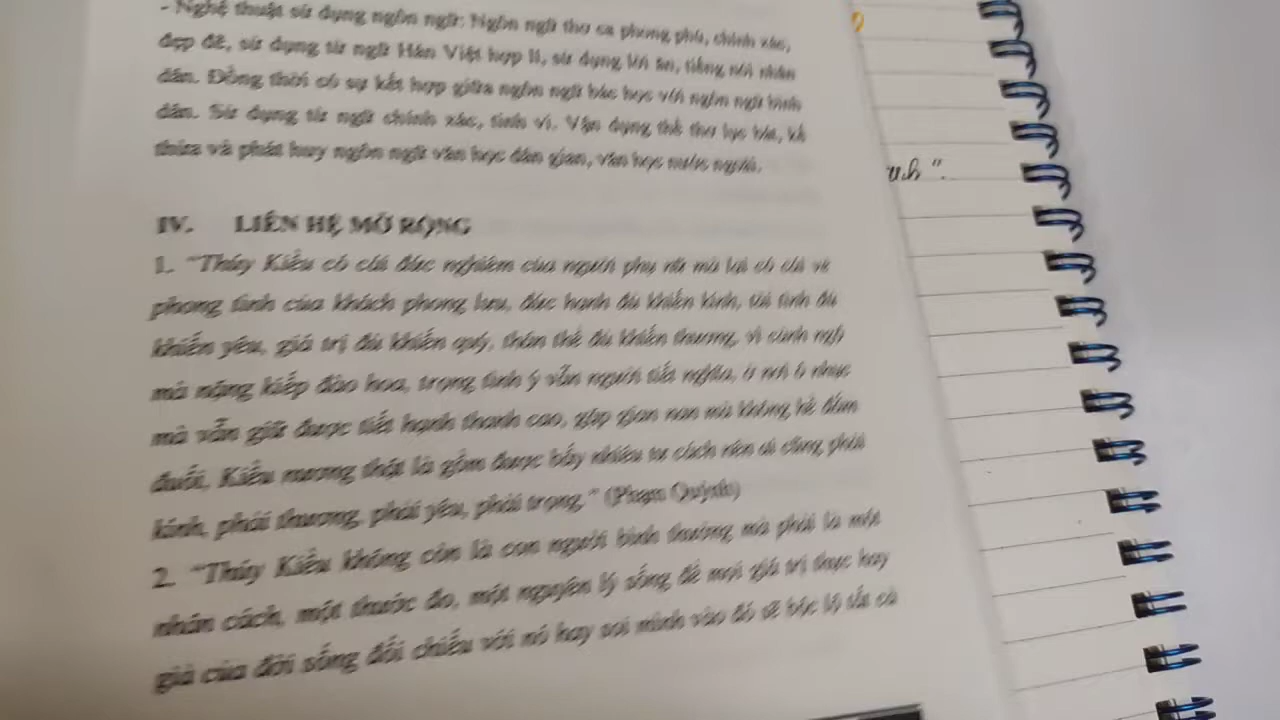 - Nghệ thuật sử dụng ngôn ngữ: Ngôn ngữ thơ ca phong phú, chính xác,
đẹp đẽ, sử dụng từ ngữ Hán Việt hợp lí, sử dụng lời ăn, tiếng nói nhân
dân. Đồng thời có sự kết hợp giữa ngôn ngữ bác học với ngôn ngữ bình
dân. Sử dụng từ ngữ chính xác, tinh vi. Vận dụng thể thơ lục bát, kế
thừa và phát huy ngôn ngữ văn học dân gian, văn học nước ngoài.
IV. LIÊN HỆ MỞ RỘNG
1. "Thúy Kiều có cái đức nghiêm của người phụ nữ mà lại có cái vẻ
phong tình của khách phong lưu, đức hạnh đủ khiến kính, tài tình đủ
khiến yêu, giá trị đủ khiến quý, thân thế đủ khiến thương, vì cảnh ngộ
mà nặng kiếp đào hoa, trong tình ý vẫn người tiết nghĩa, ở nơi ô nhục
mà vẫn giữ được tiết hạnh thanh cao, gặp gian nan mà không hề đắm
đuối, Kiều nương thật là gồm được bấy nhiêu tư cách nên ai cũng phải
kính, phải thương, phải yêu, phải trọng." (Phạm Quỳnh)
2. "Thúy Kiều không còn là con người bình thường mà phải là một
nhân cách, một thước đo, một nguyên lý sống để mọi giá trị thực hay
giả của đời sống đối chiếu với nó hay soi mình vào đó sẽ bộc lộ tất cả